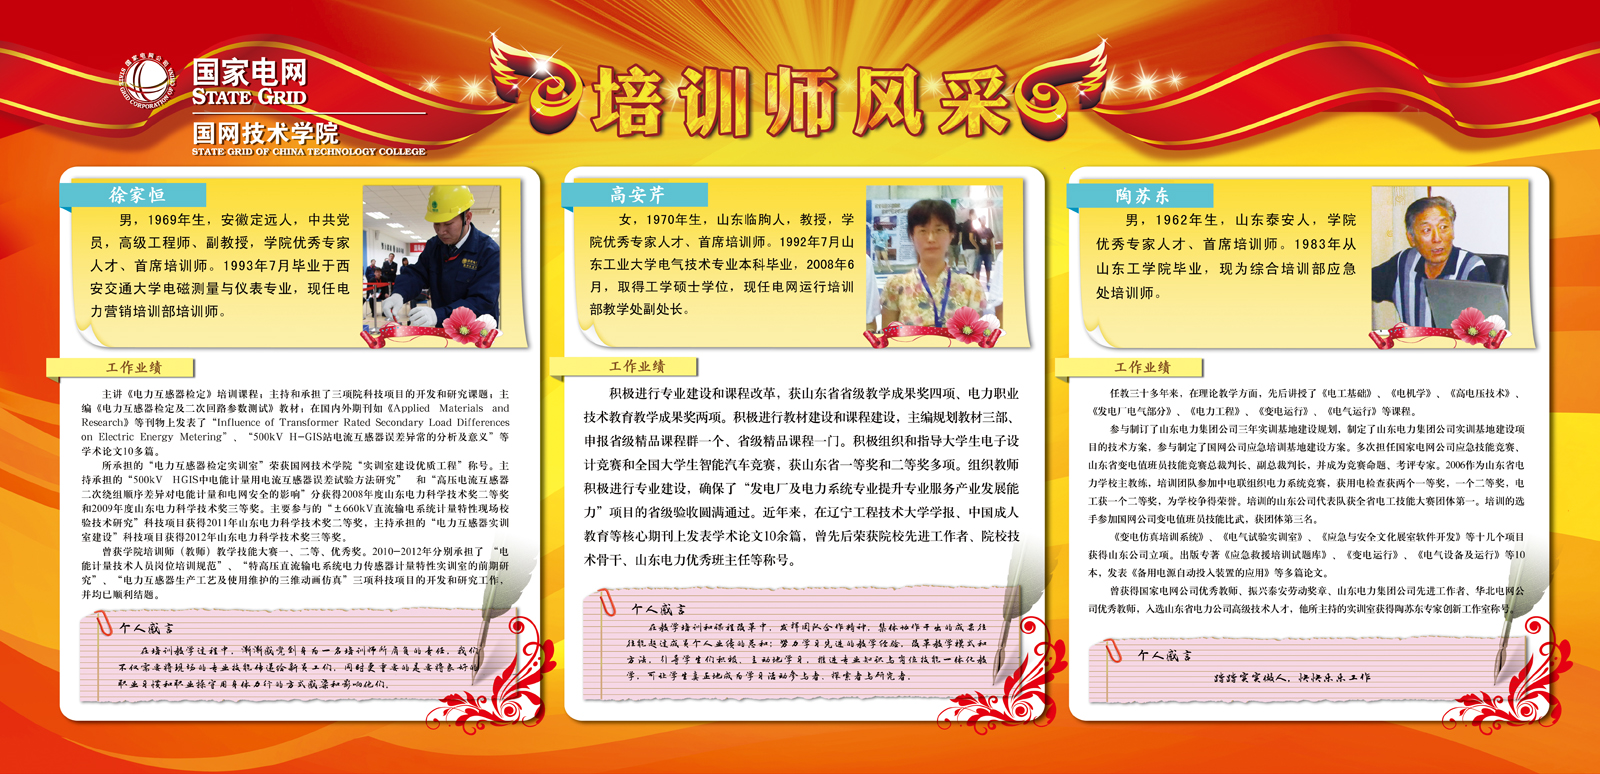 国家电网
STATE GRID
国网技术学院
STATE GRID OF CHINA TECHNOLOGY COLLEGE
培训师风采
徐家恒
男，1969年生，安徽定远人，中共党
员，高级工程师、副教授，学院优秀专家
人才、首席培训师。1993年7月毕业于西
安交通大学电磁测量与仪表专业，现任电
力营销培训部培训师。
工作业绩
主讲《电力互感器检定》培训课程；主持和承担了三项院科技项目的开发和研究课题；主
编《电力互感器检定及二次回路参数测试》教材；在国内外期刊如《Applied Materials and
Research》等刊物上发表了“Influence of Transformer Rated Secondary Load Differences
on Electric Energy Metering”、“500kV H-GIS站电流互感器误差异常的分析及意义”等
学术论文10多篇。
所承担的“电力互感器检定实训室”荣获国网技术学院“实训室建设优质工程”称号。主
持承担的“500kV HGIS中电能计量用电流互感器误差试验方法研究” 和“高压电流互感器
二次绕组顺序差异对电能计量和电网安全的影响”分获得2008年度山东电力科学技术奖二等奖
和2009年度山东电力科学技术奖三等奖。主要参与的“±660kV直流输电系统计量特性现场校
验技术研究”科技项目获得2011年山东电力科学技术奖二等奖，主持承担的“电力互感器实训
室建设”科技项目获得2012年山东电力科学技术奖三等奖。
曾获学院培训师（教师）教学技能大赛一、二等、优秀奖。2010-2012年分别承担了“电
能计量技术人员岗位培训规范”、“特高压直流输电系统电力传感器计量特性实训室的前期研
究”、“电力互感器生产工艺及使用维护的三维动画仿真”三项科技项目的开发和研究工作，
并均已顺利结题。
个人感言
在培训教学过程中，渐渐感觉到身为一名培训师所肩负的责任，我们
不仅需要将现场的专业技能传递给新员工们，同时更重要的是要将良好的
职业习惯和职业操守用身体力行的方式感染和影响他们。
高安芹
女，1970年生，山东临朐人，教授，学
院优秀专家人才、首席培训师。1992年7月山
东工业大学电气技术专业本科毕业，2008年6
月，取得工学硕士学位，现任电网运行培训
部教学处副处长。
工作业绩
积极进行专业建设和课程改革，获山东省省级教学成果奖四项、电力职业
技术教育教学成果奖两项。积极进行教材建设和课程建设，主编规划教材三部、
申报省级精品课程群一个、省级精品课程一门。积极组织和指导大学生电子设
计竞赛和全国大学生智能汽车竞赛，获山东省一等奖和二等奖多项。组织教师
积极进行专业建设，确保了“发电厂及电力系统专业提升专业服务产业发展能
力”项目的省级验收圆满通过。近年来，在辽宁工程技术大学学报、中国成人
教育等核心期刊上发表学术论文10余篇，曾先后荣获院校先进工作者、院校技
术骨干、山东电力优秀班主任等称号。
个人感言
在教学培训和课程改革中，发挥团队合作精神，集体协作干出的成果往
往能超过成员个人业绩的总和；努力学习先进的教学经验，改革教学模式和
方法，引导学生们积极、主动地学习，推进专业知识与岗位技能一体化教
学，可让学生真正地成为学习活动参与者、探索者与研究者。
陶苏东
男，1962年生，山东泰安人，学院
优秀专家人才、首席培训师。1983年从
山东工学院毕业，现为综合培训部应急
处培训师。
工作业绩
任教三十多年来，在理论教学方面，先后讲授了《电工基础》、《电机学》、《高电压技术》、
《发电厂电气部分》、《电力工程》、《变电运行》、《电气运行》等课程。
参与制订了山东电力集团公司三年实训基地建设规划，制定了山东电力集团公司实训基地建设项
目的技术方案，参与制定了国网公司应急培训基地建设方案。多次担任国家电网公司应急技能竞赛、
山东省变电值班员技能竞赛总裁判长、副总裁判长，并成为竞赛命题、考评专家。2006作为山东省电
力学校主教练，培训团队参加中电联组织电力系统竞赛，获用电检查获两个一等奖，一个二等奖，电
工获一个二等奖，为学校争得荣誉。培训的山东公司代表队获全省电工技能大赛团体第一。培训的选
手参加国网公司变电值班员技能比武，获团体第三名。
《变电仿真培训系统》、《电气试验实训室》、《应急与安全文化展室软件开发》等十几个项目
获得山东公司立项。出版专著《应急救援培训试题库》、《变电运行》、《电气设备及运行》等10
本，发表《备用电源自动投入装置的应用》等多篇论文。
曾获得国家电网公司优秀教师、振兴泰安劳动奖章、山东电力集团公司先进工作者、华北电网公
司优秀教师，入选山东省电力公司高级技术人才，他所主持的实训室获得陶苏东专家创新工作室称号。
个人感言
踏踏实实做人，快快乐乐工作